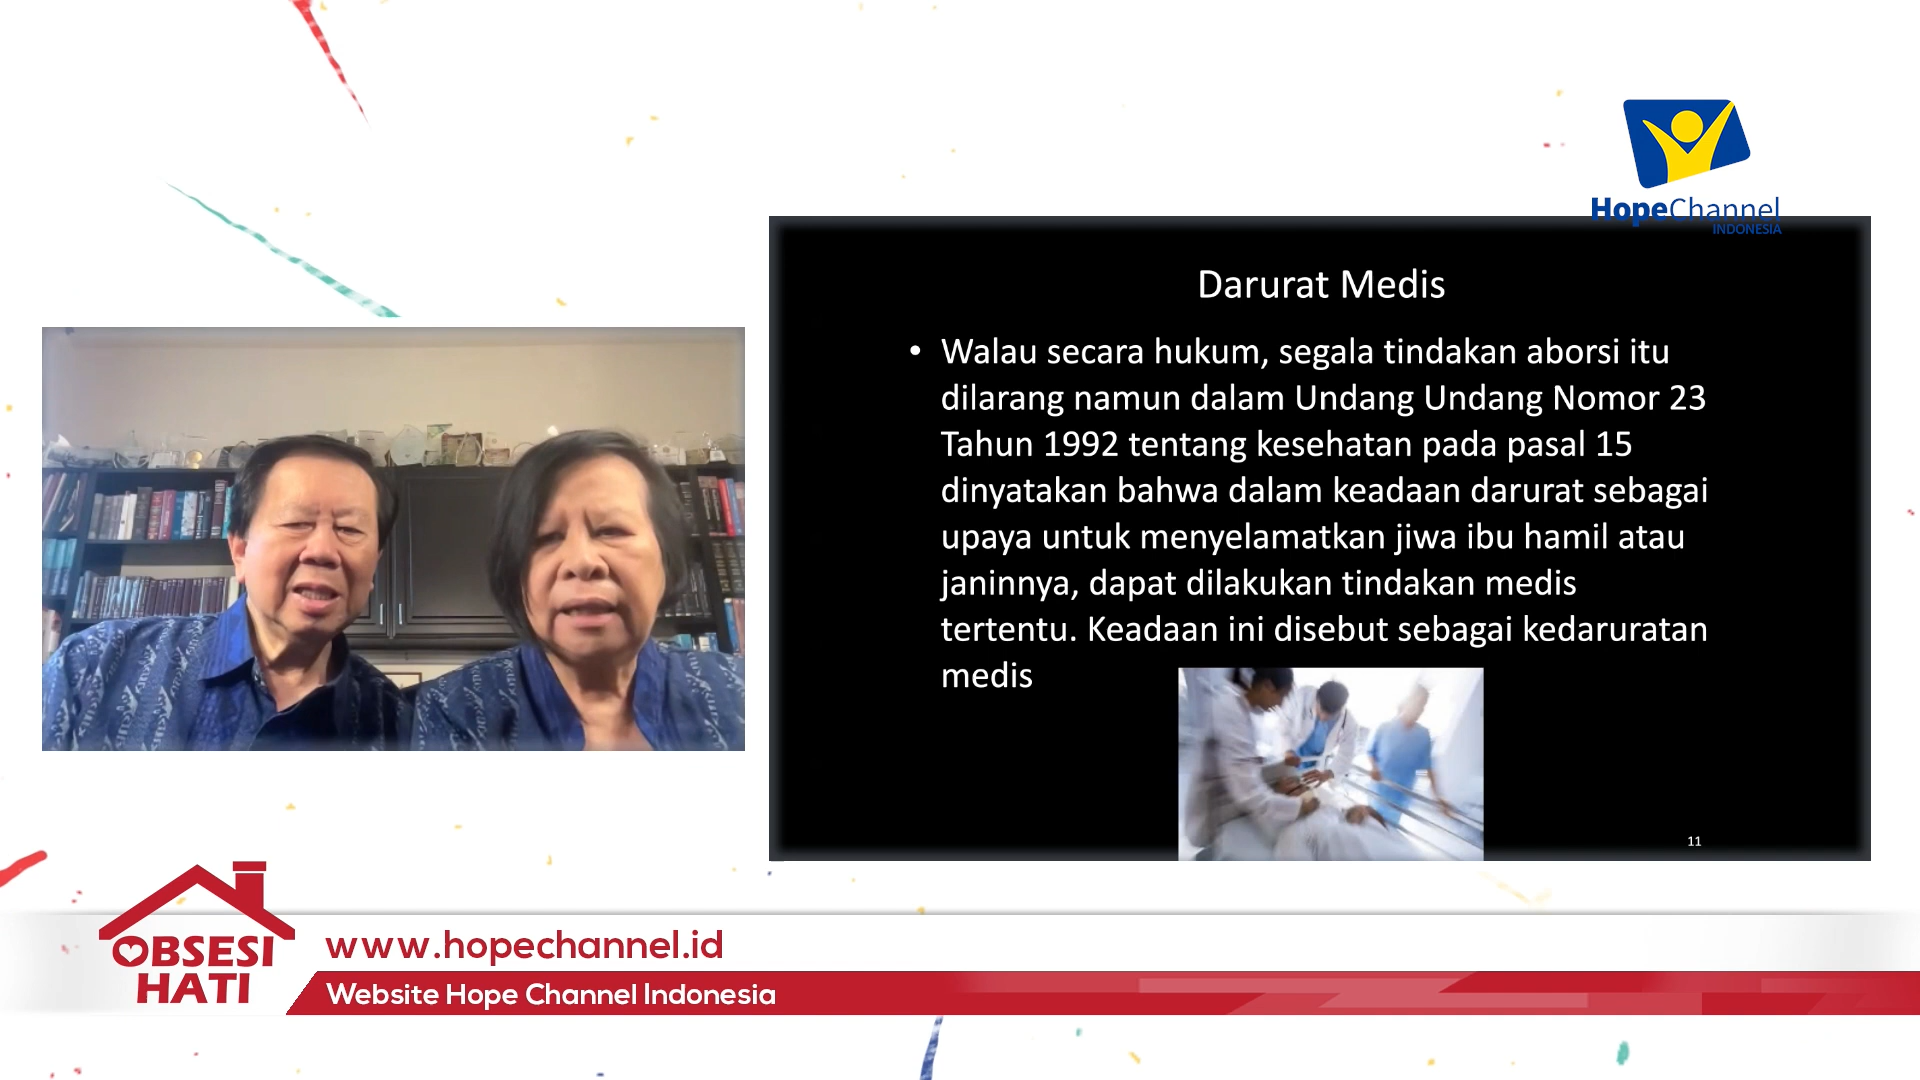 HopeChannel
INDONESIA
Darurat Medis
• Walau secara hukum, segala tindakan aborsi itu
dilarang namun dalam Undang Undang Nomor 23
Tahun 1992 tentang kesehatan pada pasal 15
dinyatakan bahwa dalam keadaan darurat sebagai
upaya untuk menyelamatkan jiwa ibu hamil atau
janinnya, dapat dilakukan tindakan medis
tertentu. Keadaan ini disebut sebagai kedaruratan
medis
11
OBSESI
HATI
www.hopechannel.id
Website Hope Channel Indonesia